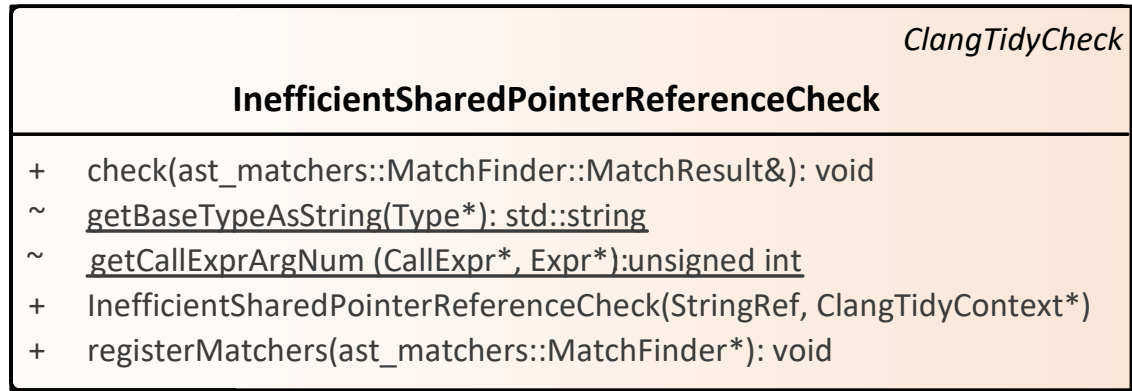 ClangTidyCheck
InefficientSharedPointerReferenceCheck
+ check(ast_matchers::MatchFinder::MatchResult&): void
~ getBaseTypeAsString(Type*): std::string
~ getCallExprArgNum (CallExpr*, Expr*):unsigned int
+ InefficientSharedPointerReferenceCheck(StringRef, ClangTidyContext*)
+ registerMatchers(ast_matchers::MatchFinder*): void